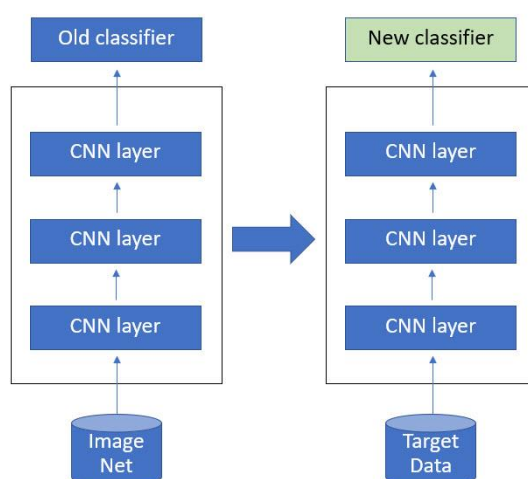 Old classifier
CNN layer
CNN layer
CNN layer
Image
Net
New classifier
CNN layer
CNN layer
CNN layer
Target
Data